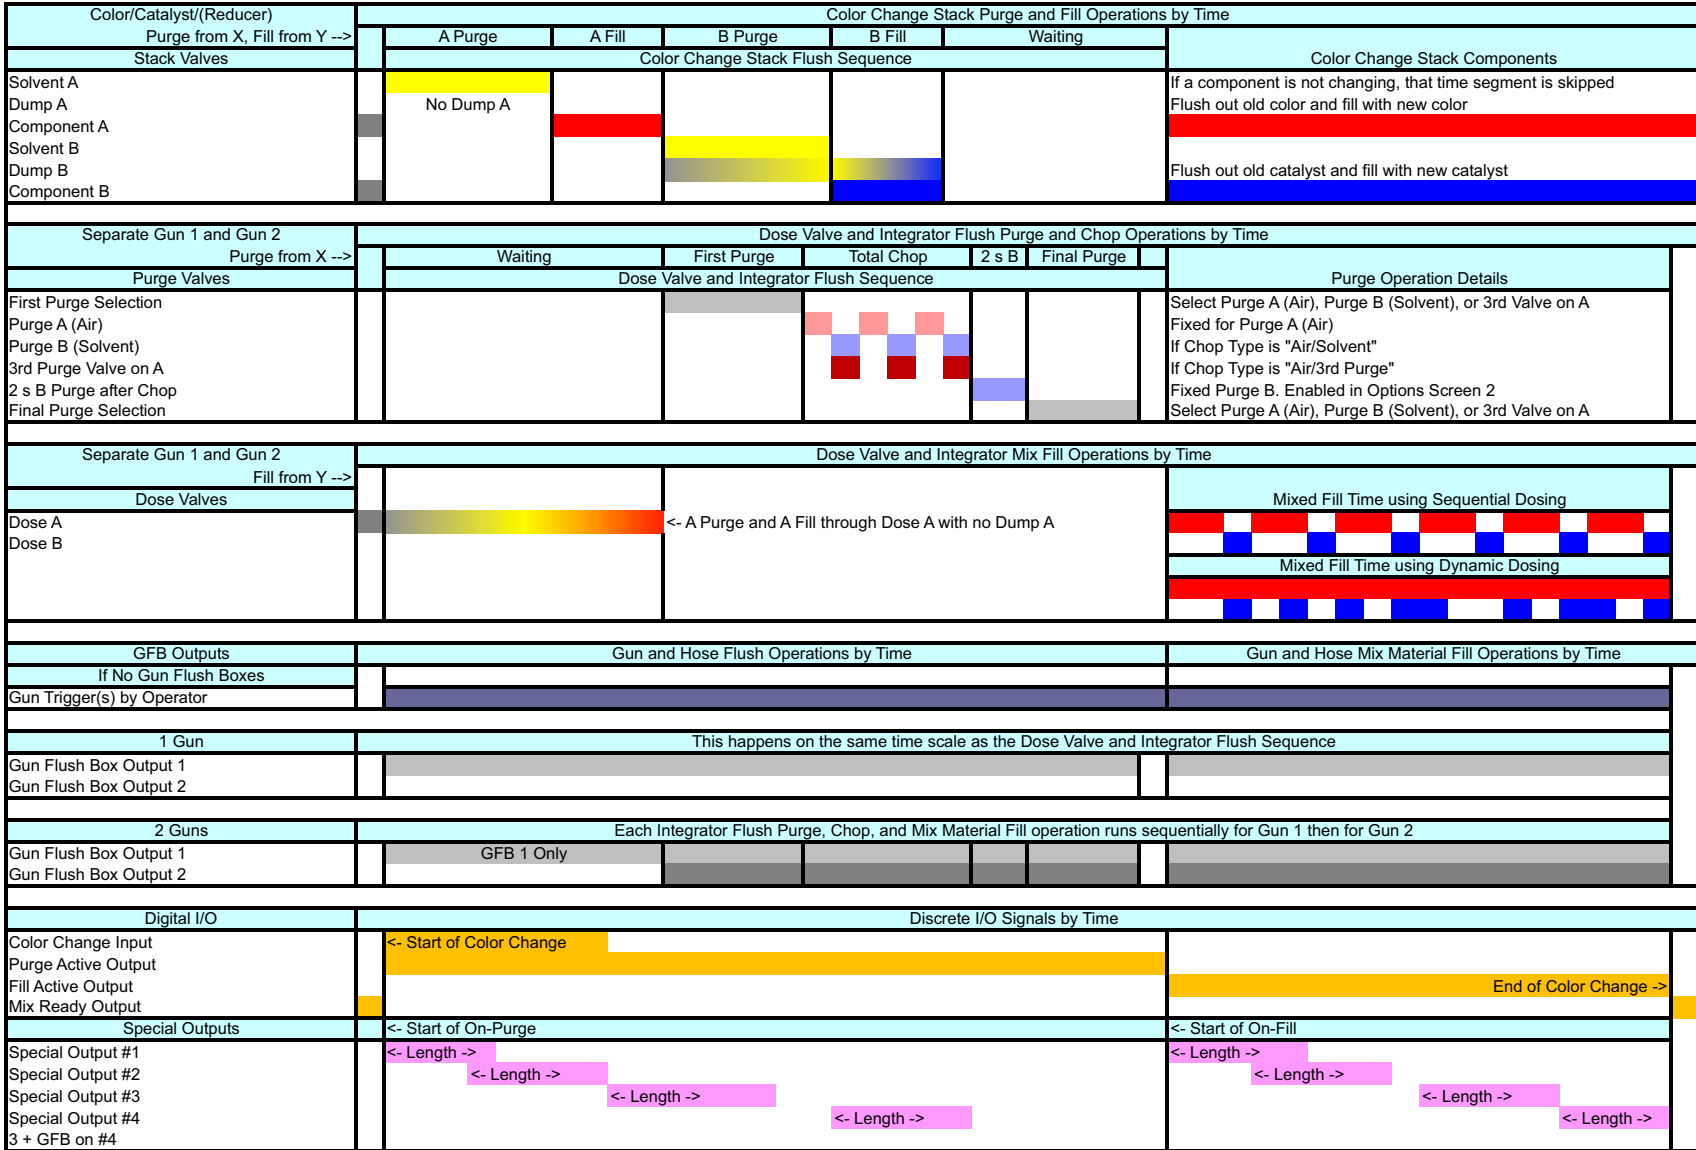 Color/Catalyst/(Reducer)
Color Change Stack Purge and Fill Operations by Time
Purge from X, Fill from Y -->
A Purge
A Fill
B Purge
B Fill
Waiting
Stack Valves
Color Change Stack Flush Sequence
Color Change Stack Components
Solvent A
If a component is not changing, that time segment is skipped
Dump A
No Dump A
Flush out old color and fill with new color
Component A
Solvent B
Dump B
Flush out old catalyst and fill with new catalyst
Component B
Separate Gun 1 and Gun 2
Dose Valve and Integrator Flush Purge and Chop Operations by Time
Purge from X -->
Waiting
First Purge
Total Chop
2 s B
Final Purge
Purge Valves
Dose Valve and Integrator Flush Sequence
Purge Operation Details
First Purge Selection
Select Purge A (Air), Purge B (Solvent), or 3rd Valve on A
Purge A (Air)
Fixed for Purge A (Air)
Purge B (Solvent)
If Chop Type is "Air/Solvent"
3rd Purge Valve on A
If Chop Type is "Air/3rd Purge"
2 s B Purge after Chop
Fixed Purge B. Enabled in Options Screen 2
Final Purge Selection
Select Purge A (Air), Purge B (Solvent), or 3rd Valve on A
Separate Gun 1 and Gun 2
Dose Valve and Integrator Mix Fill Operations by Time
Fill from Y -->
Dose Valves
Mixed Fill Time using Sequential Dosing
Dose A
<- A Purge and A Fill through Dose A with no Dump A
Dose B
Mixed Fill Time using Dynamic Dosing
GFB Outputs
Gun and Hose Flush Operations by Time
Gun and Hose Mix Material Fill Operations by Time
If No Gun Flush Boxes
Gun Trigger(s) by Operator
1 Gun
This happens on the same time scale as the Dose Valve and Integrator Flush Sequence
Gun Flush Box Output 1
Gun Flush Box Output 2
2 Guns
Each Integrator Flush Purge, Chop, and Mix Material Fill operation runs sequentially for Gun 1 then for Gun 2
Gun Flush Box Output 1
GFB 1 Only
Gun Flush Box Output 2
Digital I/O
Discrete I/O Signals by Time
Color Change Input
<- Start of Color Change
Purge Active Output
Fill Active Output
End of Color Change ->
Mix Ready Output
Special Outputs
<- Start of On-Purge
<- Start of On-Fill
Special Output #1
<- Length ->
<- Length ->
Special Output #2
<- Length ->
<- Length ->
Special Output #3
<- Length ->
<- Length ->
Special Output #4
<- Length ->
<- Length ->
3 + GFB on #4